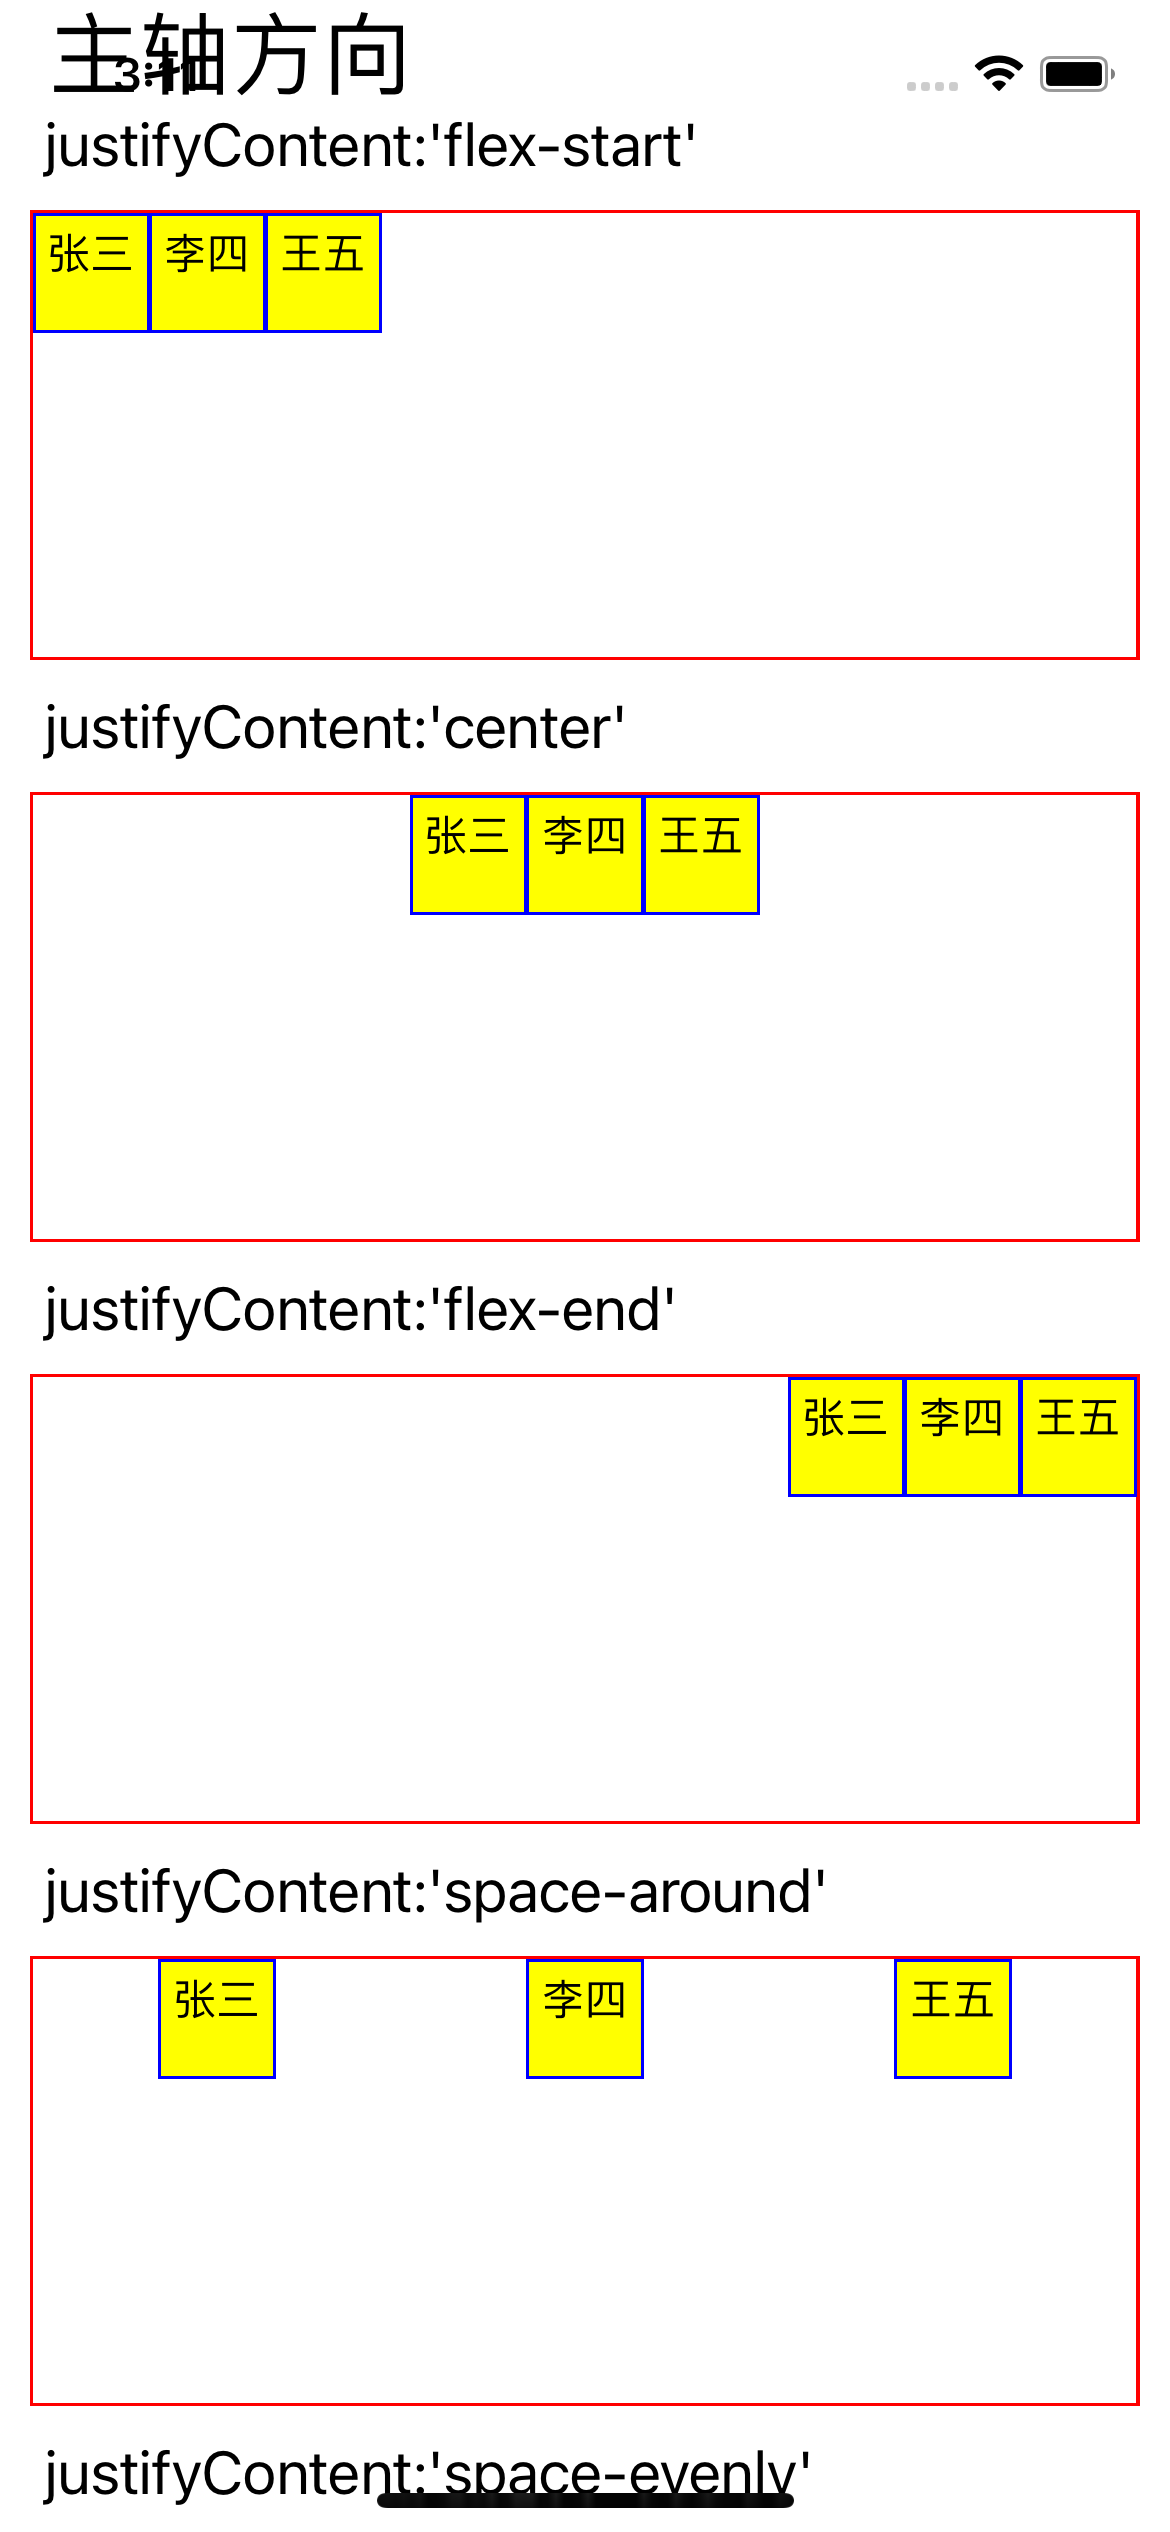 主轴方向
3:11
justifyContent:'flex-start'
张三 李四 王五
justifyContent:'center'
张三 李四 王五
justifyContent:'flex-end'
张三 李四 王五
justifyContent:'space-around'
张三 李四 王五
justifyContent:'space-evenly'